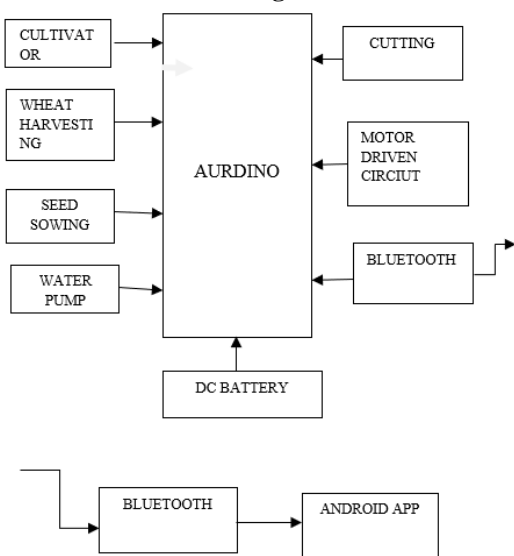 CULTIVAT
OR
WHEAT
HARVESTI
NG
SEED
SOWING
WATER
PUMP
AURDINO
CUTTING
MOTOR
DRIVEN
CIRCIUT
BLUETOOTH
DC BATTERY
BLUETOOTH
ANDROID APP